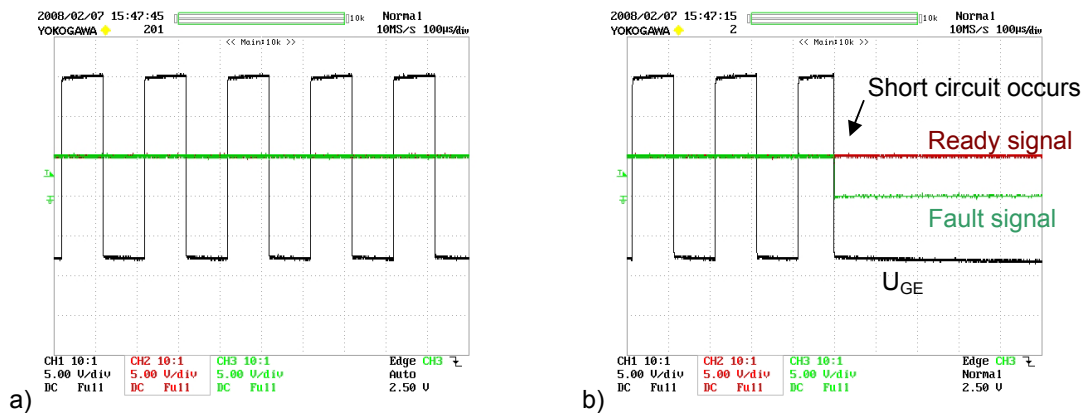 2008/02/07 15:47:45
10k
Normal
YOKOGAWA
201
10MS/s 100µs/div
<< Main:10k >>
CH1 10:1
CH2 10:1
CH3 10:1
Edge CH3
5.00 V/div
5.00 V/div
5.00 V/div
Auto
DC Full
DC Full
DC Full
2.50 V
a)
2008/02/07 15:47:15
10k
Normal
YOKOGAWA
2
10MS/s 100µs/div
<< Main:10k >>
Short circuit occurs
Ready signal
Fault signal
UGE
CH1 10:1
CH2 10:1
CH3 10:1
Edge CH3
5.00 V/div
5.00 V/div
5.00 V/div
Normal
DC Full
DC Full
DC Full
2.50 V
b)